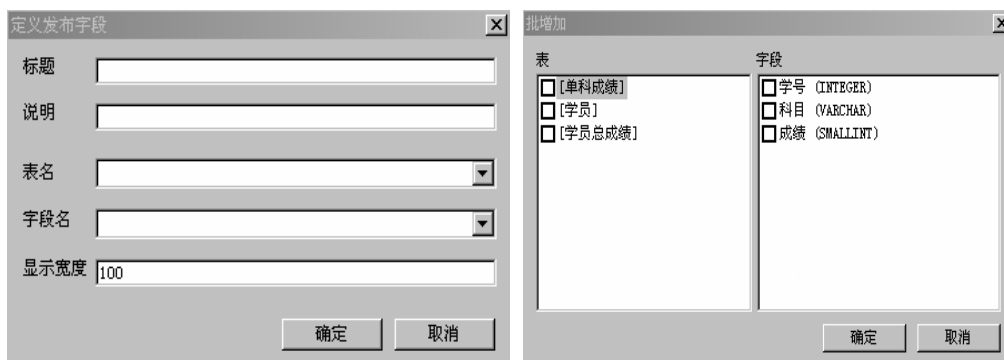 定义发布字段
标题
说明
表名
字段名
显示宽度 100
确定 取消
批增加
表 字段
[单科成绩]
[学员]
[学员总成绩]
学号 (INTEGER)
科目 (VARCHAR)
成绩 (SMALLINT)
确定 取消